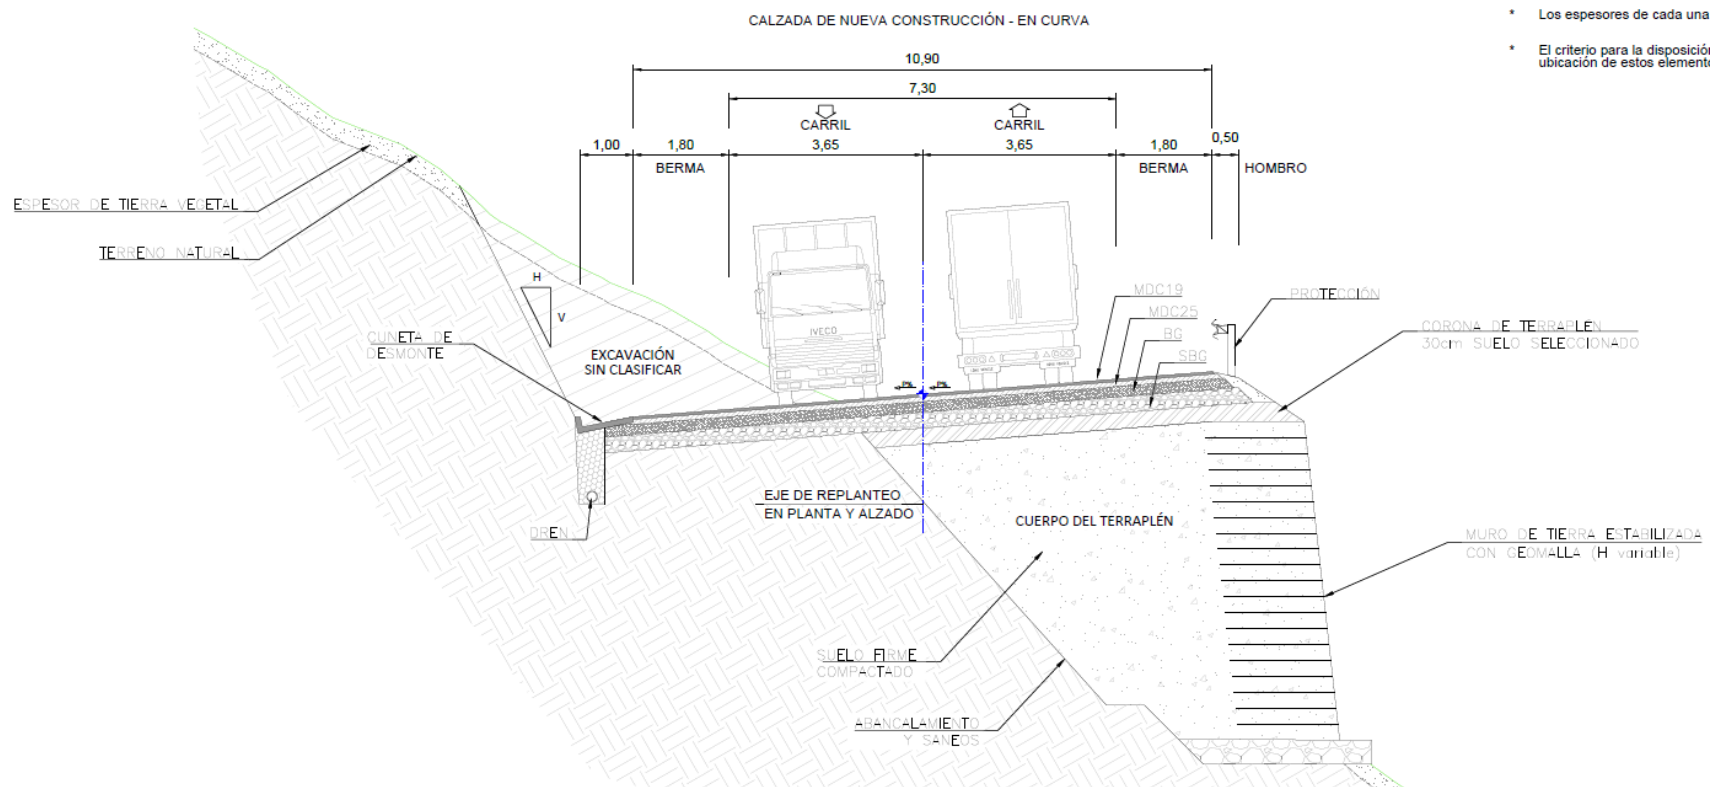 CALZADA DE NUEVA CONSTRUCCIÓN - EN CURVA
* Los espesores de cada una
* El criterio para la disposición
ubicación de estos elemento
10,90
7,30
CARRIL
CARRIL
1,00
1,80
3,65
3,65
1,80
0,50
BERMA
BERMA
HOMBRO
ESPESOR DE TIERRA VEGETAL
TERRENO NATURAL
H
V
MDC19
MDC25
BG
SBG
PROTECCIÓN
CORONA DE TERRAPLÉN
30cm SUELO SELECCIONADO
CUNETA DE
DESMONTE
EXCAVACIÓN
SIN CLASIFICAR
IVECO
P%
P%
EJE DE REPLANTEO
EN PLANTA Y ALZADO
CUERPO DEL TERRAPLÉN
DREN
MURO DE TIERRA ESTABILIZADA
CON GEOMALLA (H variable)
SUELO FIRME
COMPACTADO
ABANCALAMIENTO
Y SANEOS